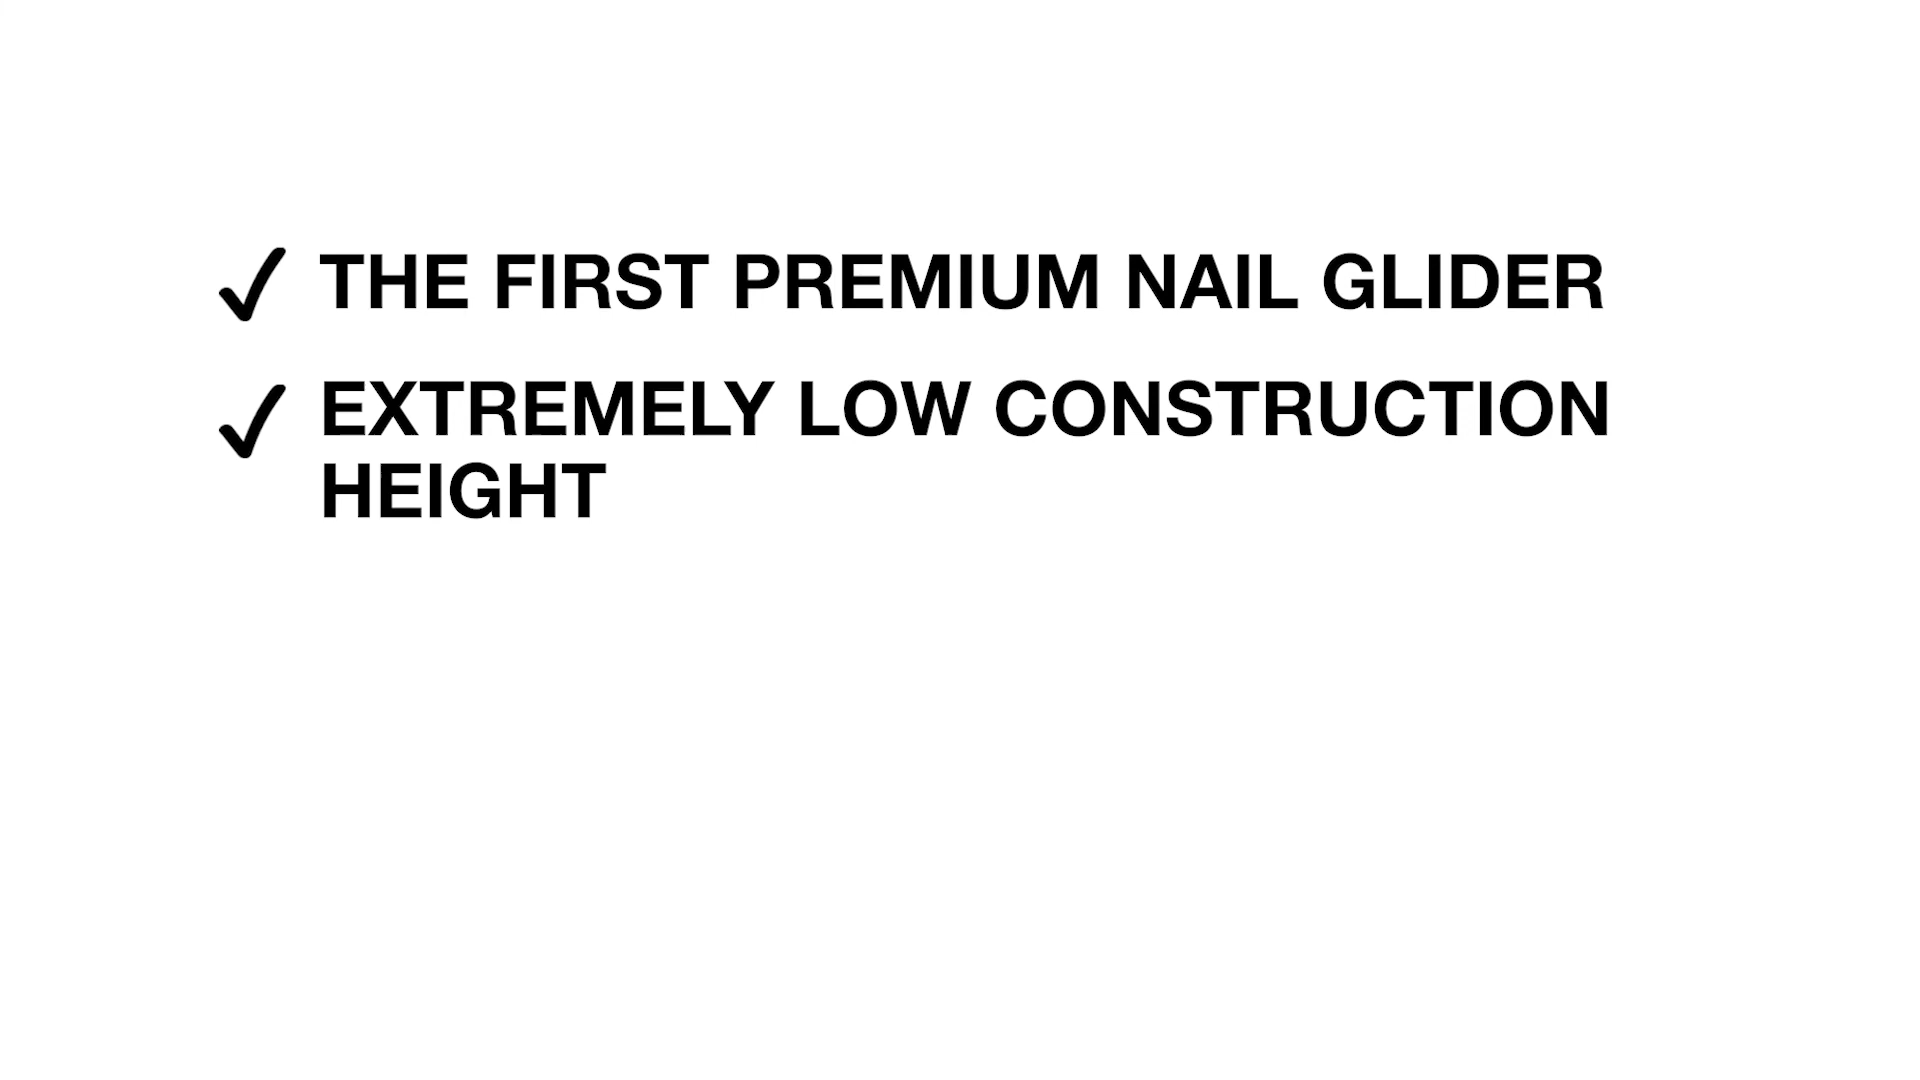 ✓ THE FIRST PREMIUM NAIL GLIDER
✓ EXTREMELY LOW CONSTRUCTION
HEIGHT